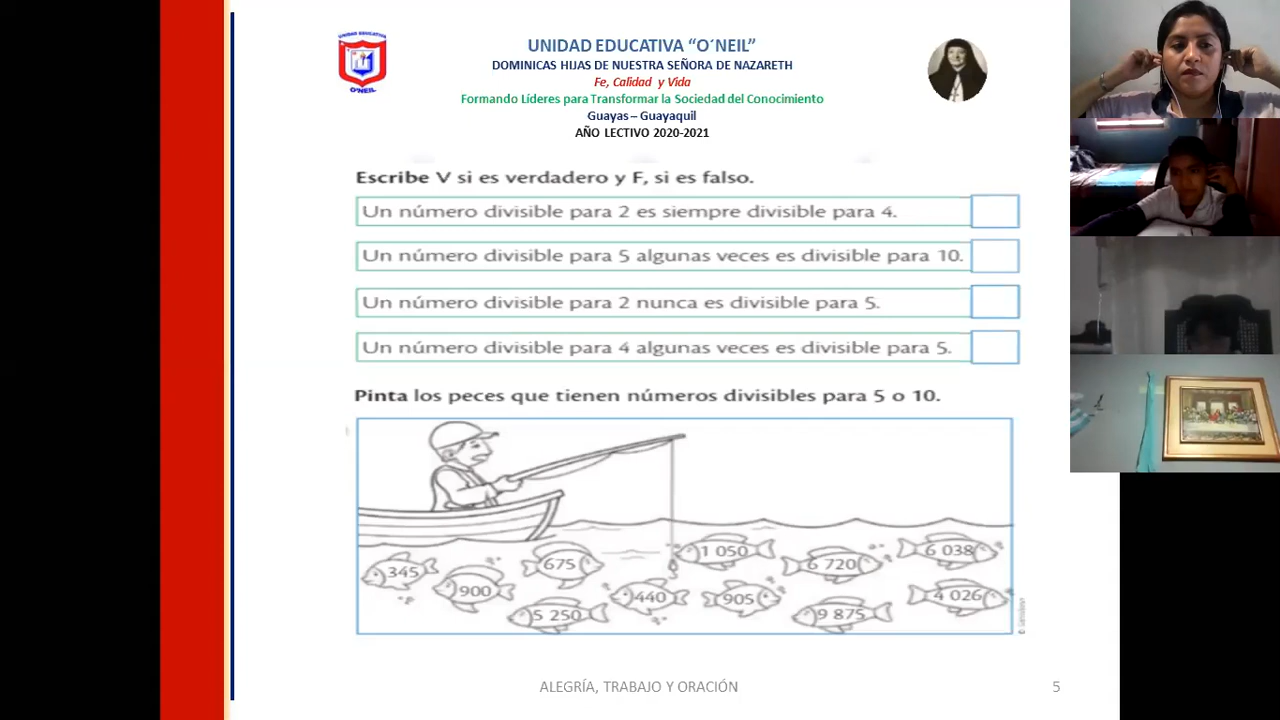 UNIDAD EDUCATIVA
O'NEIL
UNIDAD EDUCATIVA “O´NEIL”
DOMINICAS HIJAS DE NUESTRA SEÑORA DE NAZARETH
Fe, Calidad y Vida
Formando Líderes para Transformar la Sociedad del Conocimiento
Guayas – Guayaquil
AÑO LECTIVO 2020-2021
Escribe V si es verdadero y F, si es falso.
Un número divisible para 2 es siempre divisible para 4.
Un número divisible para 5 algunas veces es divisible para 10.
Un número divisible para 2 nunca es divisible para 5.
Un número divisible para 4 algunas veces es divisible para 5.
Pinta los peces que tienen números divisibles para 5 o 10.
345
900
675
5 250
440
1 050
905
6 720
9 875
6 038
4 026
ALEGRÍA, TRABAJO Y ORACIÓN
5